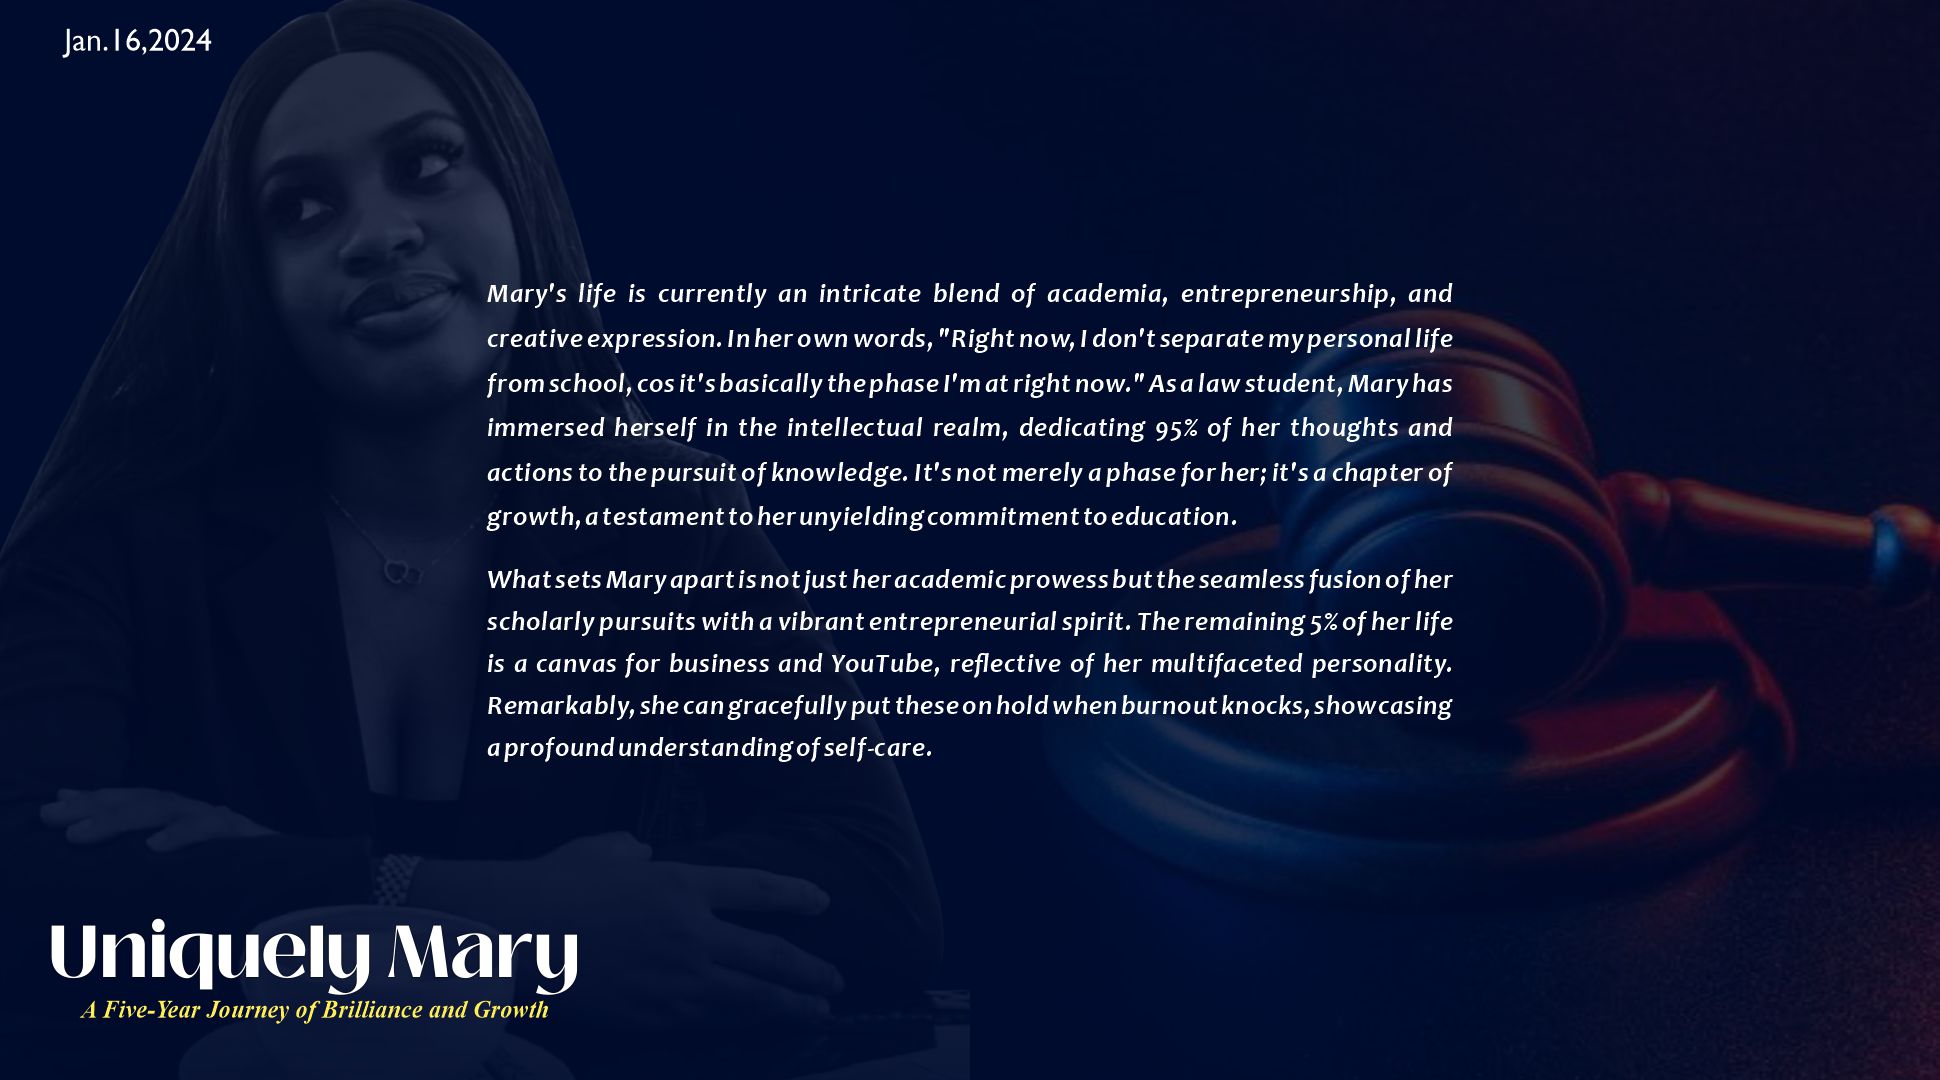 Jan.16,2024
Mary's life is currently an intricate blend of academia, entrepreneurship, and
creative expression. In her own words, "Right now, I don't separate my personal life
from school, cos it's basically the phase I'm at right now." As a law student, Mary has
immersed herself in the intellectual realm, dedicating 95% of her thoughts and
actions to the pursuit of knowledge. It's not merely a phase for her; it's a chapter of
growth, a testament to her unyielding commitment to education.
What sets Mary apart is not just her academic prowess but the seamless fusion of her
scholarly pursuits with a vibrant entrepreneurial spirit. The remaining 5% of her life
is a canvas for business and YouTube, reflective of her multifaceted personality.
Remarkably, she can gracefully put these on hold when burnout knocks, showcasing
a profound understanding of self-care.
Uniquely Mary
A Five-Year Journey of Brilliance and Growth